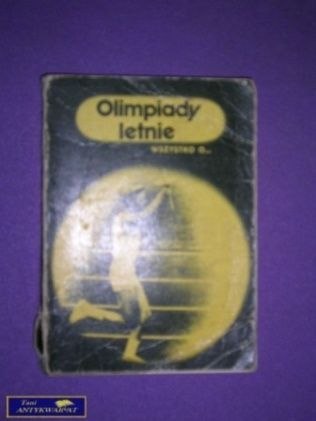 Olimpiady
letnie
WSZYSTKO O...
Tani
ANTYKWARIAT